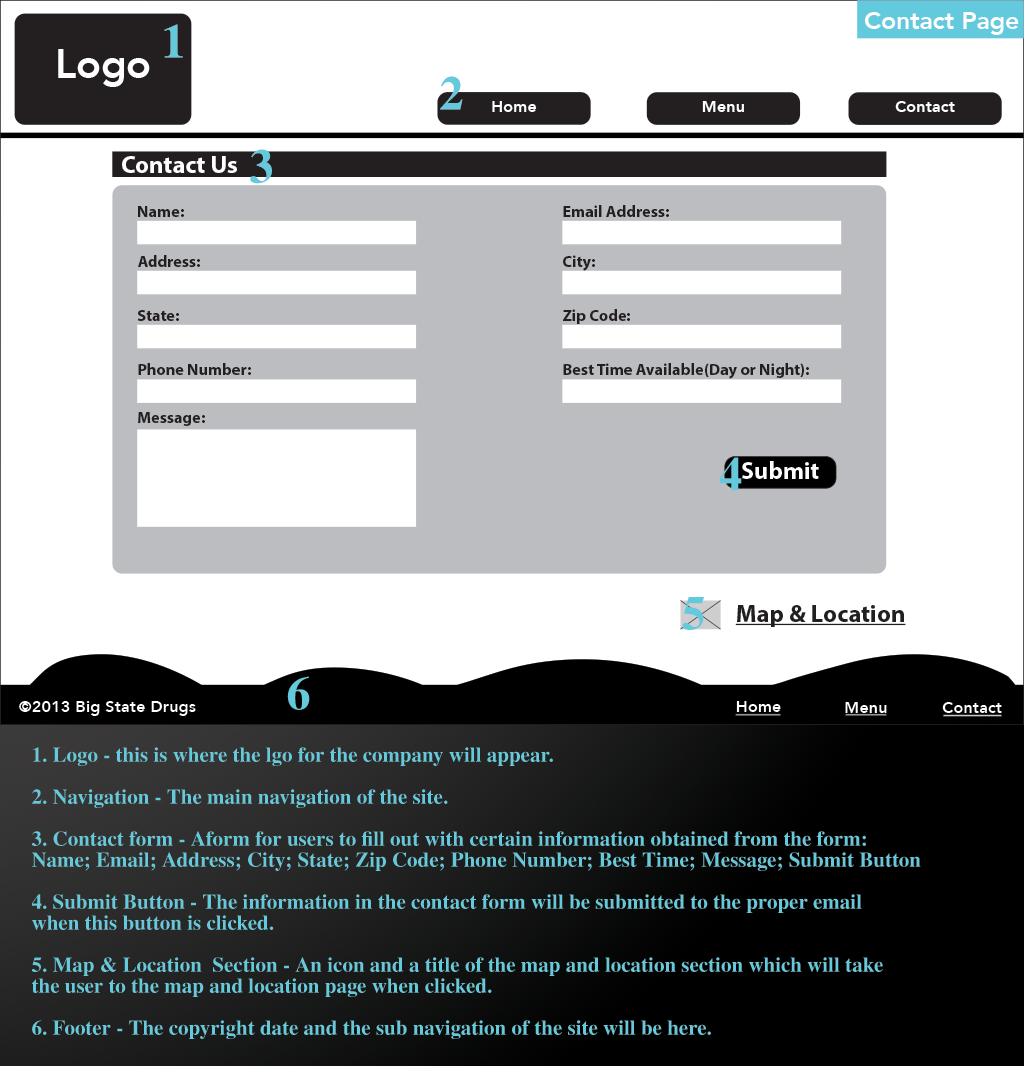 Contact Page
Logo 1
2 Home Menu Contact
Contact Us 3
Name: Email Address:
Address: City:
State: Zip Code:
Phone Number: Best Time Available(Day or Night):
Message:
4 Submit
5 Map & Location
6
©2013 Big State Drugs Home Menu Contact
1. Logo - this is where the lgo for the company will appear.
2. Navigation - The main navigation of the site.
3. Contact form - Aform for users to fill out with certain information obtained from the form:
Name; Email; Address; City; State; Zip Code; Phone Number; Best Time; Message; Submit Button
4. Submit Button - The information in the contact form will be submitted to the proper email
when this button is clicked.
5. Map & Location  Section - An icon and a title of the map and location section which will take
the user to the map and location page when clicked.
6. Footer - The copyright date and the sub navigation of the site will be here.